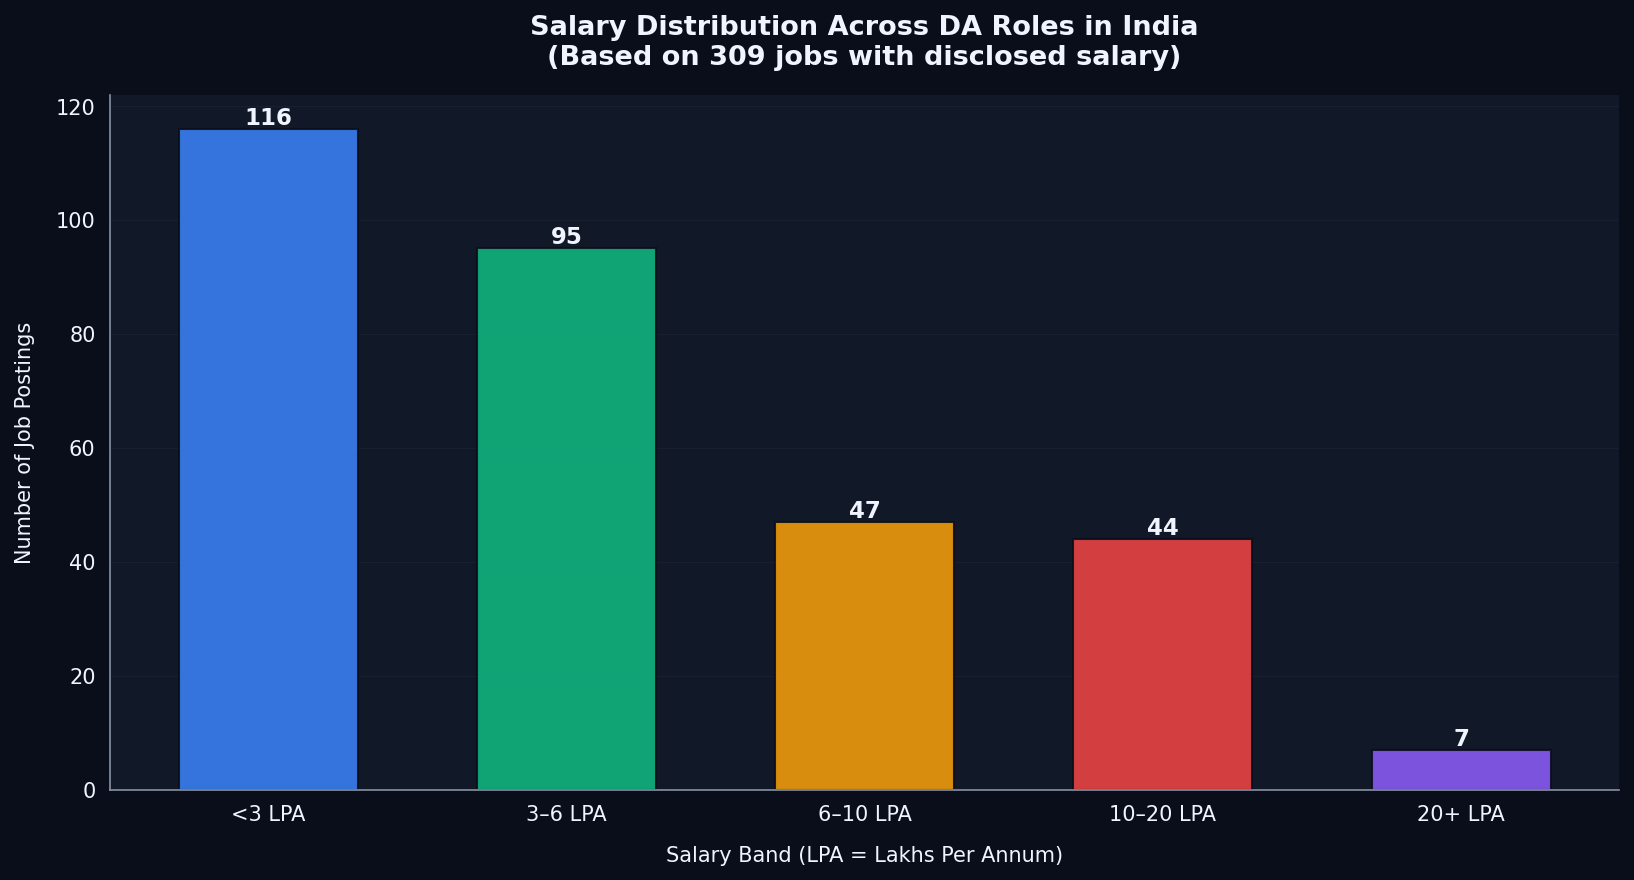 Salary Distribution Across DA Roles in India
(Based on 309 jobs with disclosed salary)
Number of Job Postings
120
100
80
60
40
20
0
116
95
47
44
7
<3 LPA
3–6 LPA
6–10 LPA
10–20 LPA
20+ LPA
Salary Band (LPA = Lakhs Per Annum)